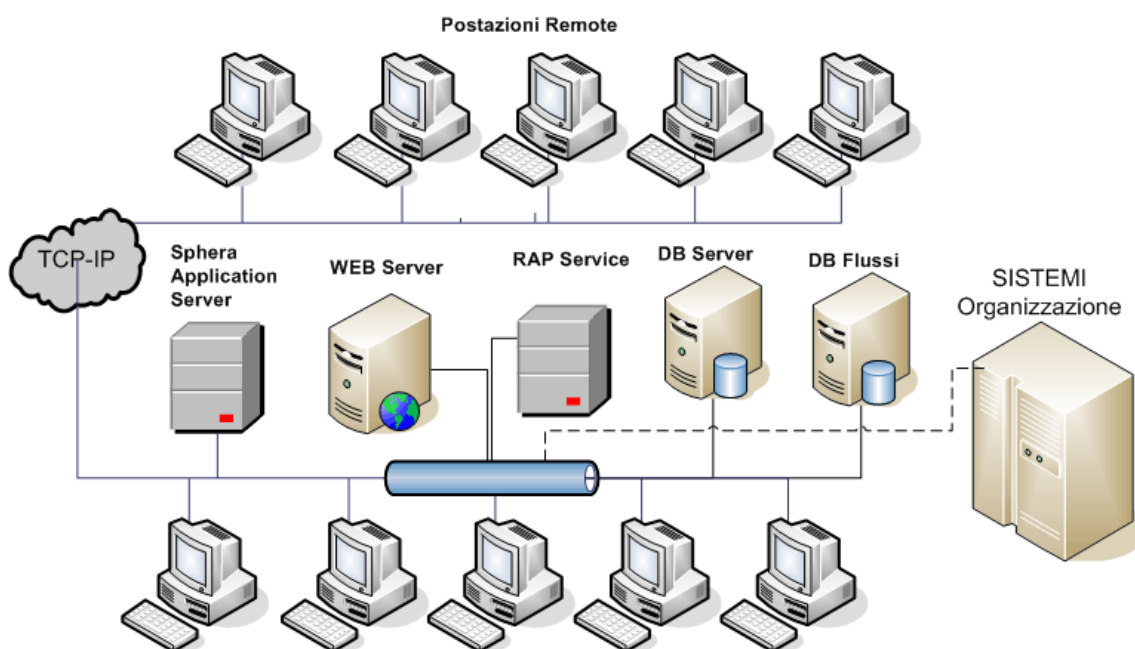 Postazioni Remote
TCP-IP
Sphera
Application
Server
WEB Server
RAP Service
DB Server
DB Flussi
SISTEMI
Organizzazione